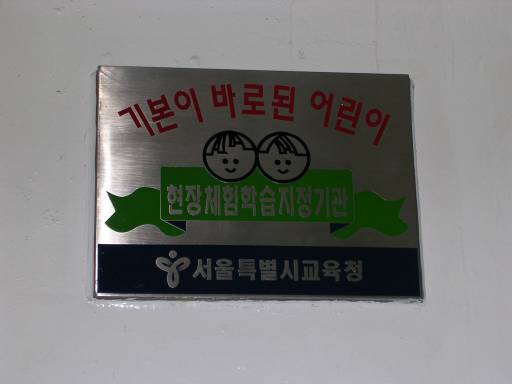 기본이 바로된 어린이
현장체험학습지정기관
서울특별시교육청